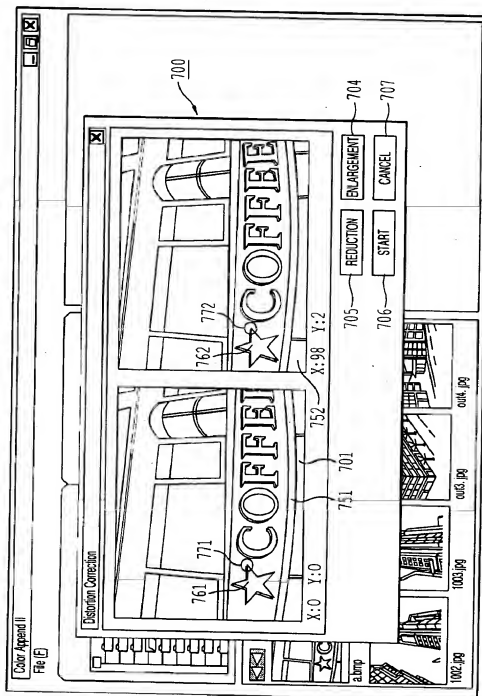 Color Append II
File [F]
Distortion Correction
700
COFFEE
COFFEE
761
771
762
772
X:0 Y:0
751
701
752
X:98 Y:2
705
REDUCTION
ENLARGEMENT
704
706
START
CANCEL
707
a.bmp
1002.jpg
1003.jpg
out3.jpg
out4.jpg